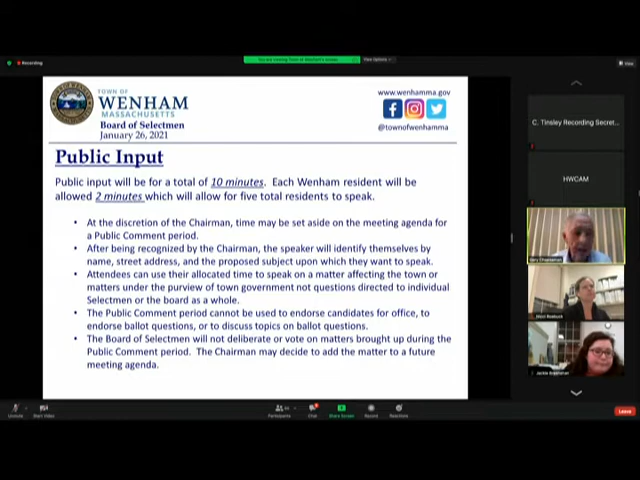 Recording
View Options
View
TOWN OF
WENHAM
MASSACHUSETTS
Board of Selectmen
January 26, 2021
www.wenhamma.gov
@townofwenhamma
Public Input
Public input will be for a total of 10 minutes. Each Wenham resident will be
allowed 2 minutes which will allow for five total residents to speak.
• At the discretion of the Chairman, time may be set aside on the meeting agenda for
a Public Comment period.
• After being recognized by the Chairman, the speaker will identify themselves by
name, street address, and the proposed subject upon which they want to speak.
• Attendees can use their allocated time to speak on a matter affecting the town or
matters under the purview of town government not questions directed to individual
Selectmen or the board as a whole.
• The Public Comment period cannot be used to endorse candidates for office, to
endorse ballot questions, or to discuss topics on ballot questions.
• The Board of Selectmen will not deliberate or vote on matters brought up during the
Public Comment period. The Chairman may decide to add the matter to a future
meeting agenda.
C. Tinsley Recording Secret...
HWCAM
Unmute
Start Video
Participants
Chat
Share Screen
Record
Reactions
Leave